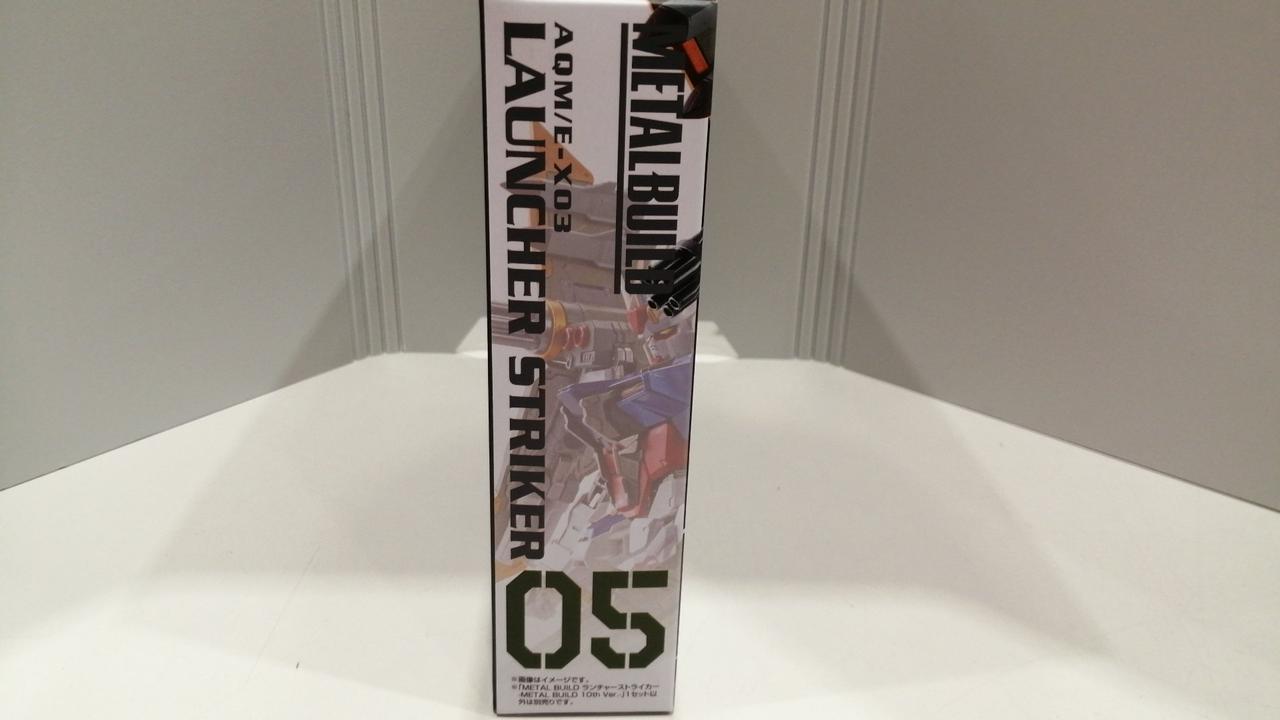 METAL BUILD
AQM/E-X03
LAUNCHER STRIKER
05
※画像はイメージです。
※「METAL BUILD ランチャーストライカー
-METAL BUILD 10th Ver.-」1セット以
外は別売りです。